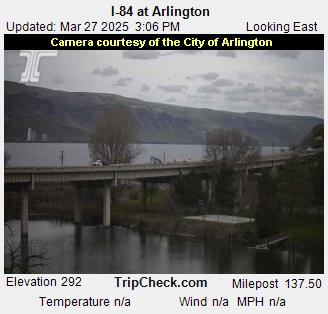 I-84 at Arlington
Updated: Mar 27 2025 3:06 PM Looking East
Camera courtesy of the City of Arlington
Elevation 292 TripCheck.com Milepost 137.50
Temperature n/a Wind n/a MPH n/a